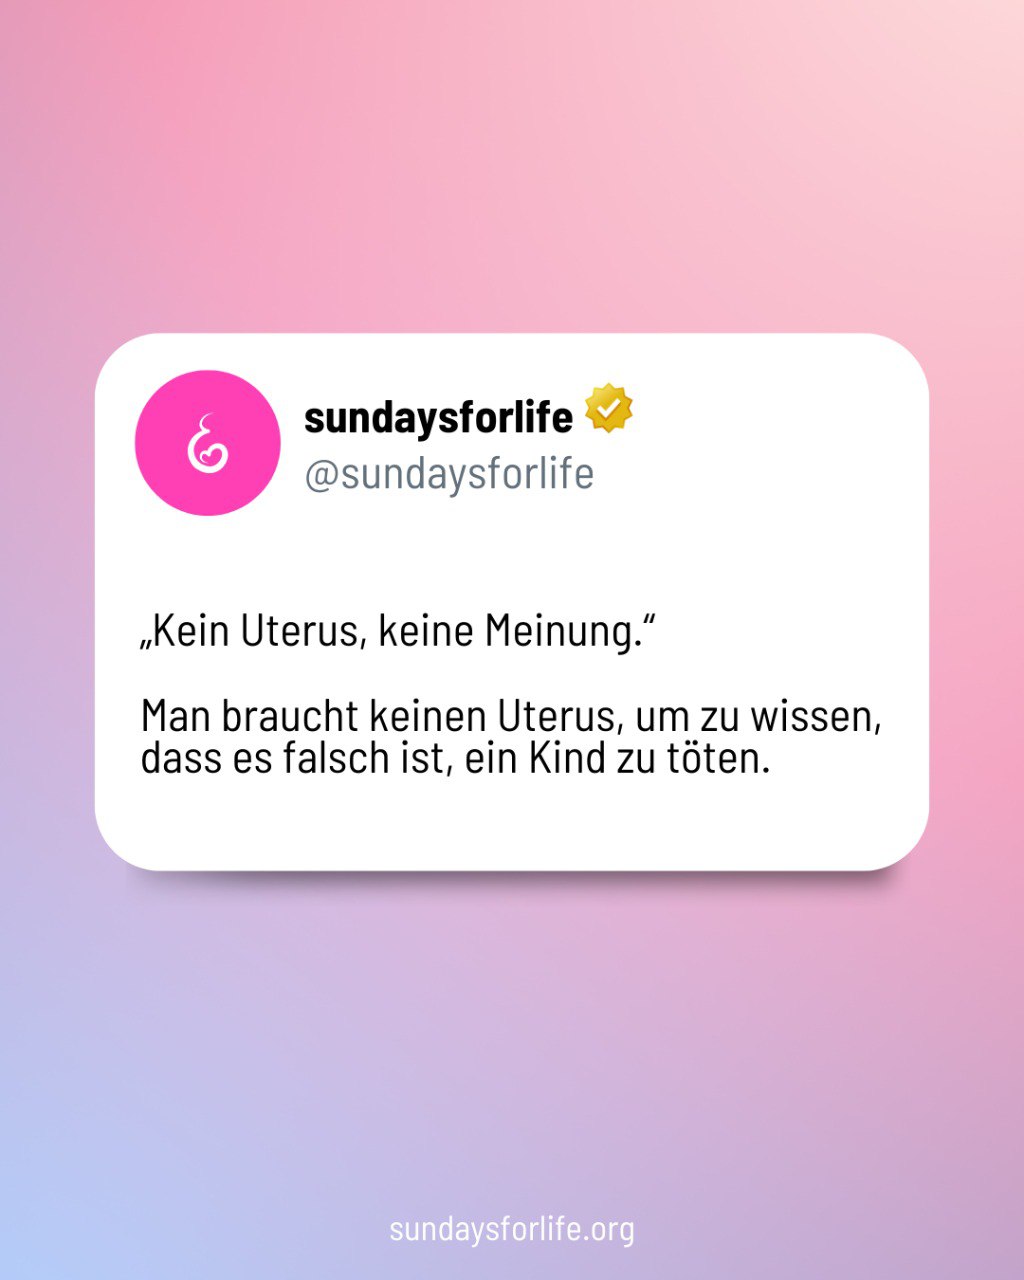 sundaysforlife
@sundaysforlife
„Kein Uterus, keine Meinung.“
Man braucht keinen Uterus, um zu wissen,
dass es falsch ist, ein Kind zu töten.
sundaysforlife.org